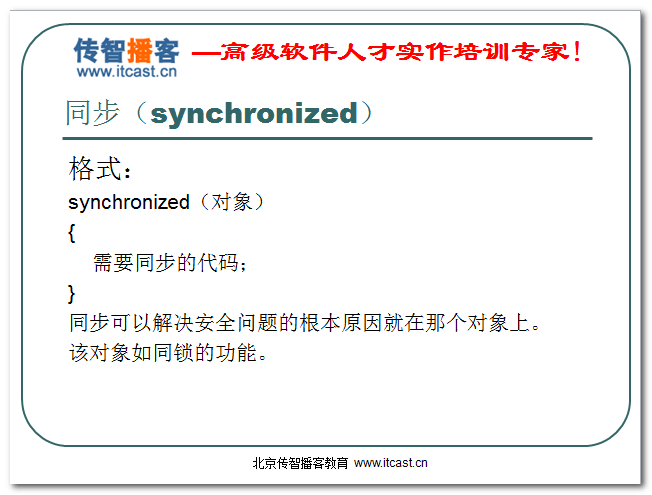 传智播客 —高级软件人才实作培训专家!
www.itcast.cn
同步（synchronized）
格式：
synchronized（对象）
{
需要同步的代码；
}
同步可以解决安全问题的根本原因就在那个对象上。
该对象如同锁的功能。
北京传智播客教育 www.itcast.cn